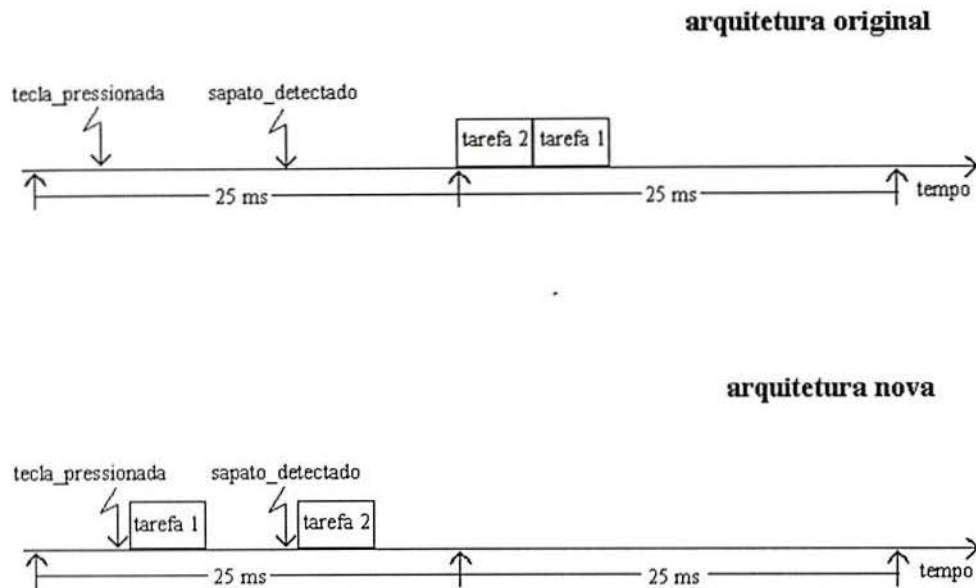 arquitetura original
tecla_pressionada sapato_detectado
tarefa 2 tarefa 1
25 ms 25 ms tempo
arquitetura nova
tecla_pressionada sapato_detectado
tarefa 1 tarefa 2
25 ms 25 ms tempo